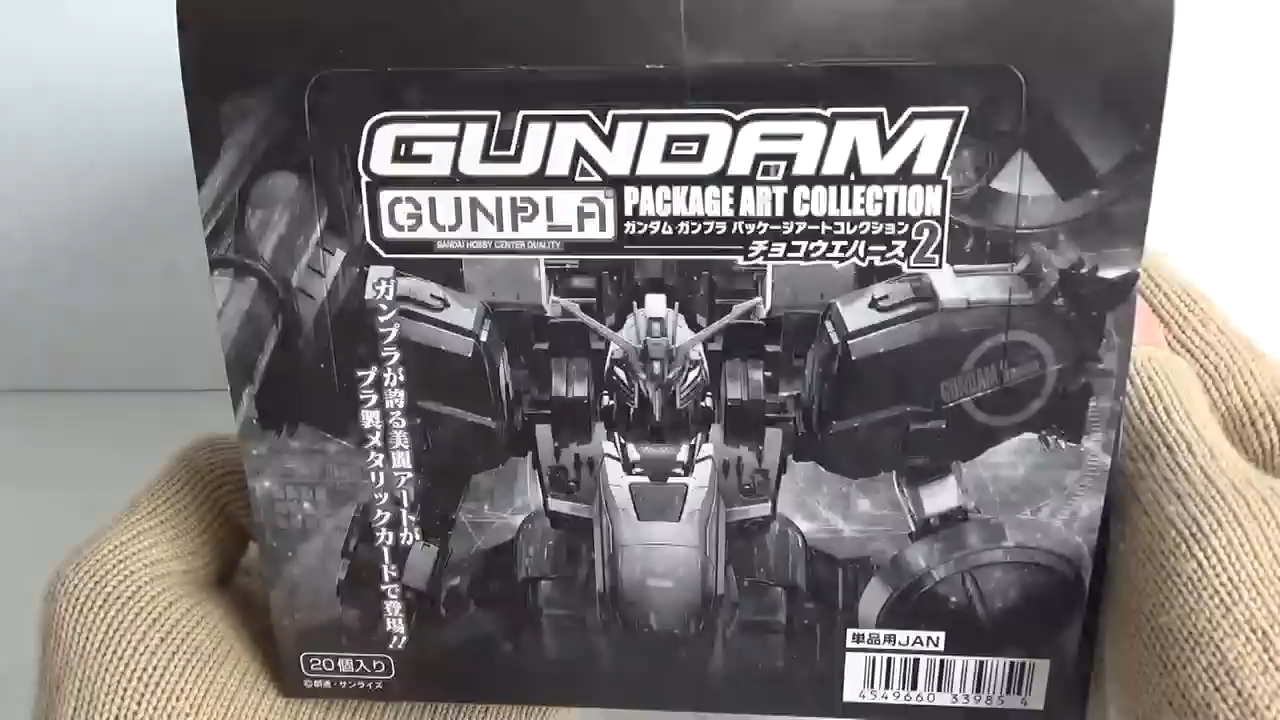 GUNDAM
GUNPLA
BANDAI HOBBY CENTER QUALITY
PACKAGE ART COLLECTION
ガンダム ガンプラ パッケージアートコレクション
チョコウエハース2
ガンプラが誇る美麗アートが
プラ製メタリックカードで登場!!
GUNDAM
20個入り
©創通・サンライズ
単品用JAN
4549660 33985 4